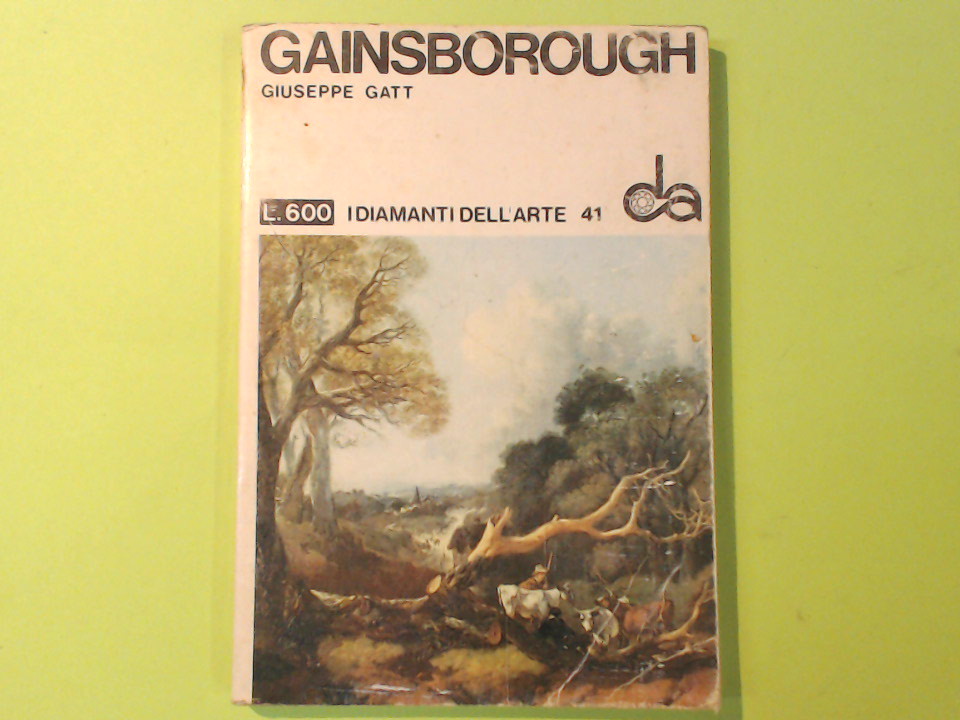 GAINSBOROUGH
GIUSEPPE GATT
L. 600 I DIAMANTI DELL'ARTE 41
da